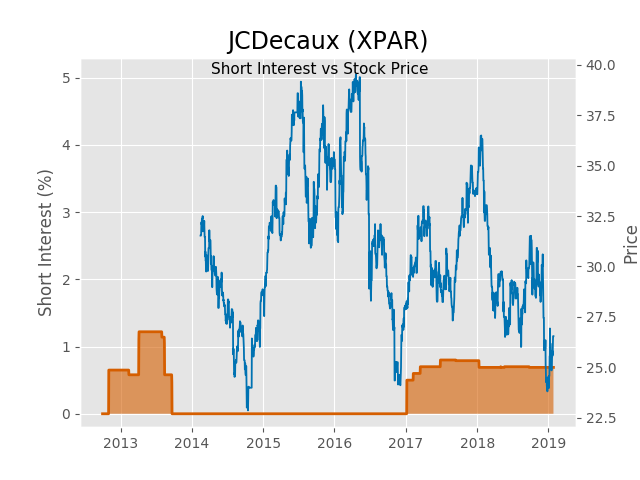 JCDecaux (XPAR)
Short Interest vs Stock Price
Short Interest (%)
5
4
3
2
1
0
40.0
37.5
35.0
32.5
30.0
27.5
25.0
22.5
Price
2013 2014 2015 2016 2017 2018 2019